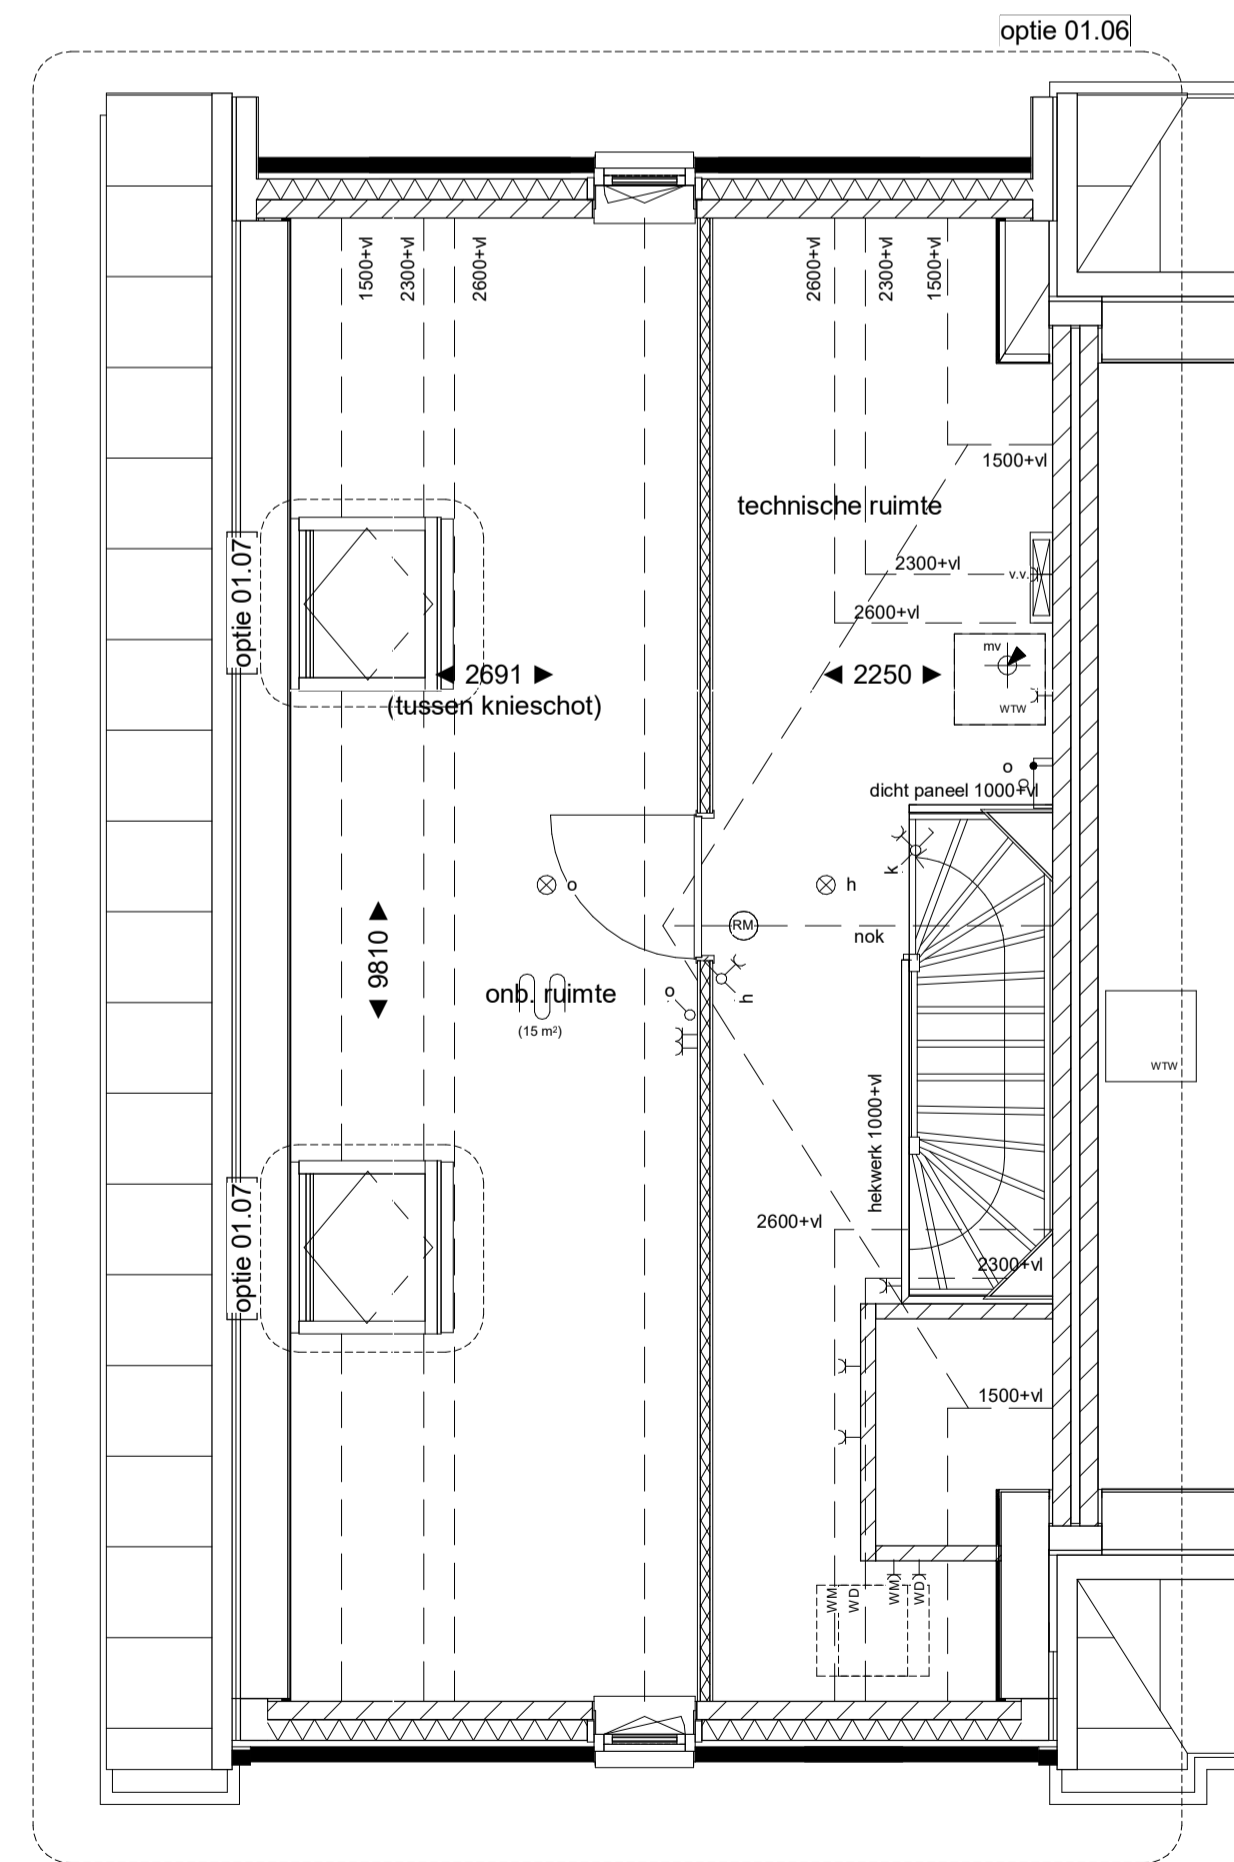 optie 01.06
1500+vl
2300+vl
2600+vl
2600+vl
2300+vl
1500+vl
1500+vl
technische ruimte
optie 01.07
2300+vl
v.v.
2600+vl
mv
2691
(tussen knieschot)
2250
WTW
o
o
dicht paneel 1000+vl
k
o
h
RM
nok
9810
onb. ruimte
(15 m²)
o
h
WTW
hekwerk 1000+vl
optie 01.07
2600+vl
2300+vl
1500+vl
WM
WD
WM
WD